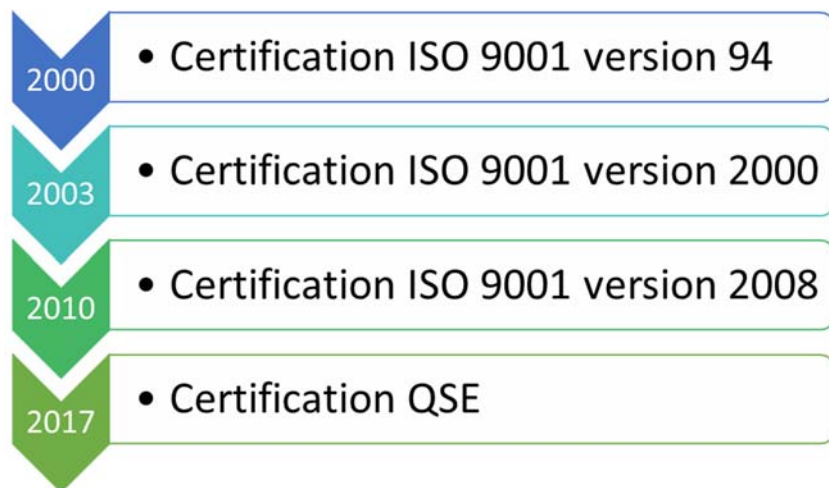 2000
• Certification ISO 9001 version 94
2003
• Certification ISO 9001 version 2000
2010
• Certification ISO 9001 version 2008
2017
• Certification QSE